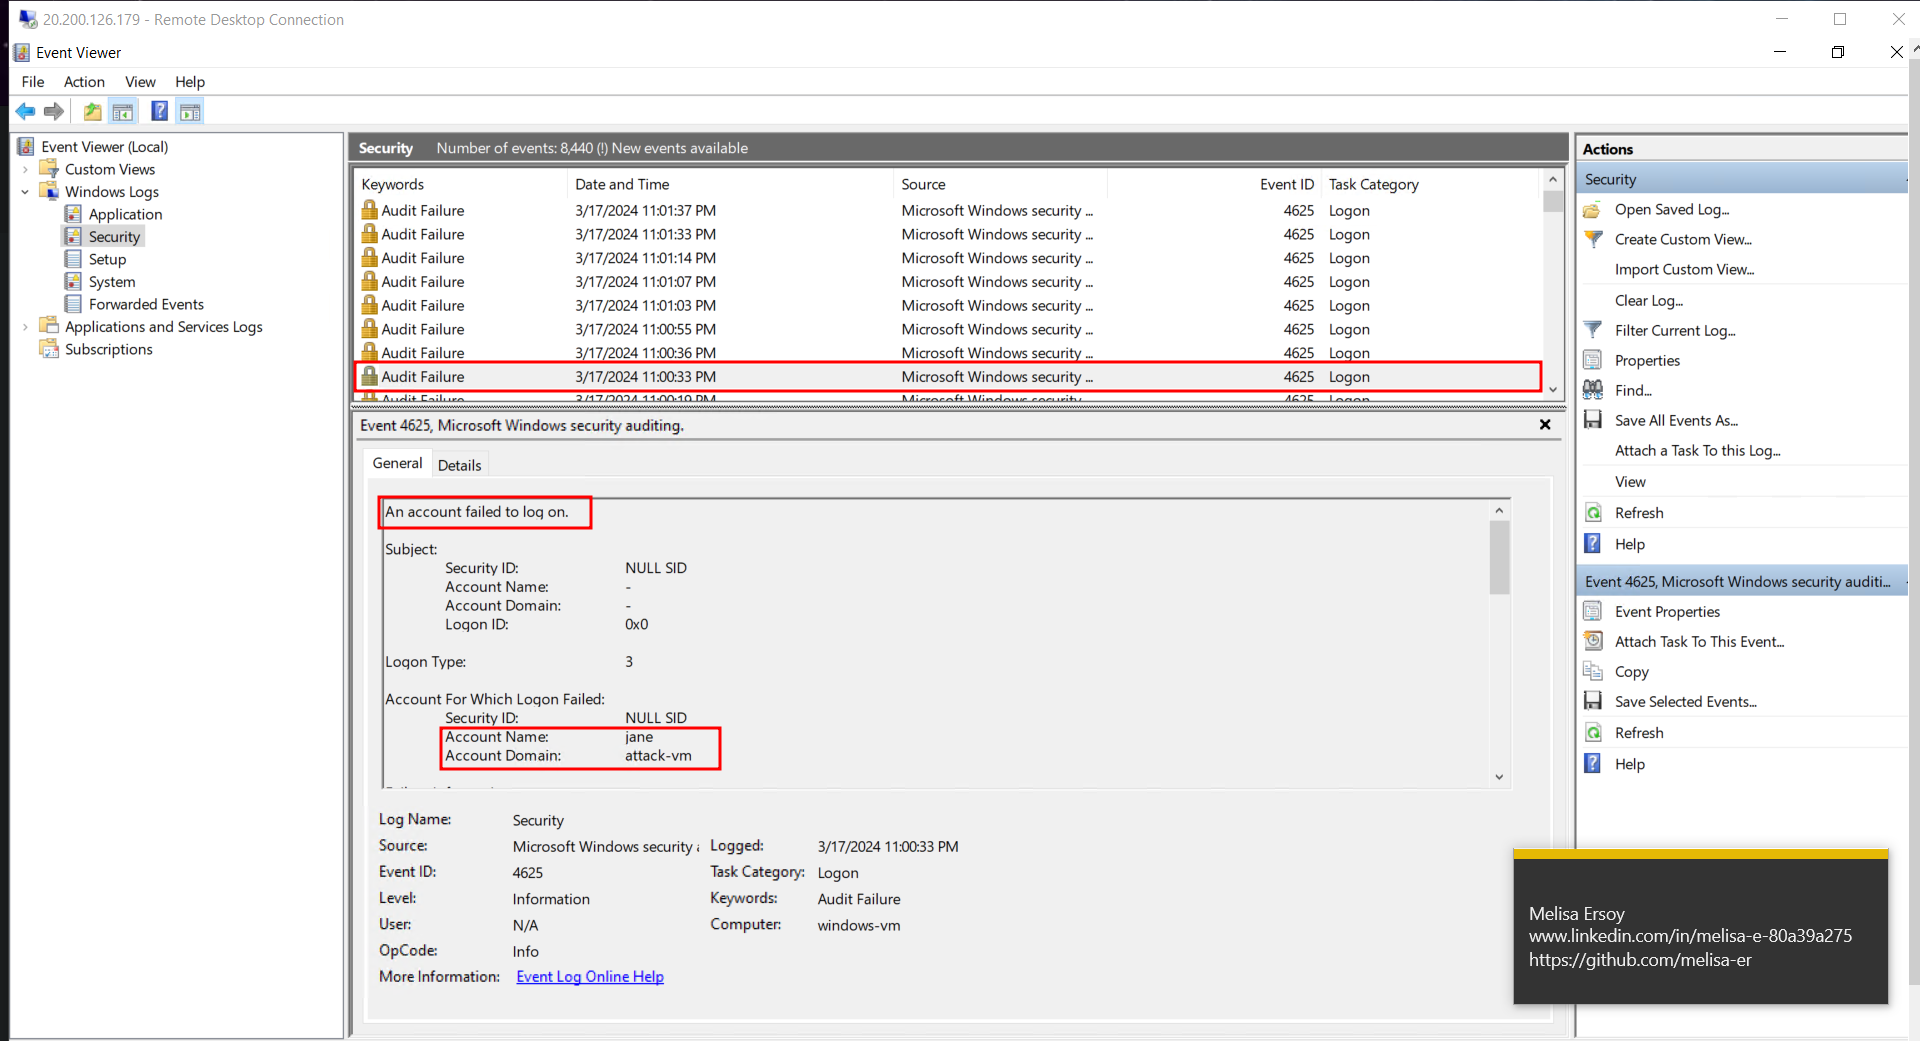 20.200.126.179 - Remote Desktop Connection
Event Viewer
File Action View Help
Event Viewer (Local)
Custom Views
Windows Logs
Application
Security
Setup
System
Forwarded Events
Applications and Services Logs
Subscriptions
Security Number of events: 8,440 (!) New events available
Keywords Date and Time Source Event ID Task Category
Audit Failure 3/17/2024 11:01:37 PM Microsoft Windows security ... 4625 Logon
Audit Failure 3/17/2024 11:01:33 PM Microsoft Windows security ... 4625 Logon
Audit Failure 3/17/2024 11:01:14 PM Microsoft Windows security ... 4625 Logon
Audit Failure 3/17/2024 11:01:07 PM Microsoft Windows security ... 4625 Logon
Audit Failure 3/17/2024 11:01:03 PM Microsoft Windows security ... 4625 Logon
Audit Failure 3/17/2024 11:00:55 PM Microsoft Windows security ... 4625 Logon
Audit Failure 3/17/2024 11:00:36 PM Microsoft Windows security ... 4625 Logon
Audit Failure 3/17/2024 11:00:33 PM Microsoft Windows security ... 4625 Logon
Audit Failure 3/17/2024 11:00:19 PM Microsoft Windows security ... 4625 Logon
Event 4625, Microsoft Windows security auditing.
General Details
An account failed to log on.
Subject:
Security ID: NULL SID
Account Name: -
Account Domain: -
Logon ID: 0x0
Logon Type: 3
Account For Which Logon Failed:
Security ID: NULL SID
Account Name: jane
Account Domain: attack-vm
Log Name: Security
Source: Microsoft Windows security Logged: 3/17/2024 11:00:33 PM
Event ID: 4625 Task Category: Logon
Level: Information Keywords: Audit Failure
User: N/A Computer: windows-vm
OpCode: Info
More Information: Event Log Online Help
Actions
Security
Open Saved Log...
Create Custom View...
Import Custom View...
Clear Log...
Filter Current Log...
Properties
Find...
Save All Events As...
Attach a Task To this Log...
View
Refresh
Help
Event 4625, Microsoft Windows security auditi...
Event Properties
Attach Task To This Event...
Copy
Save Selected Events...
Refresh
Help
Melisa Ersoy
www.linkedin.com/in/melisa-e-80a39a275
https://github.com/melisa-er